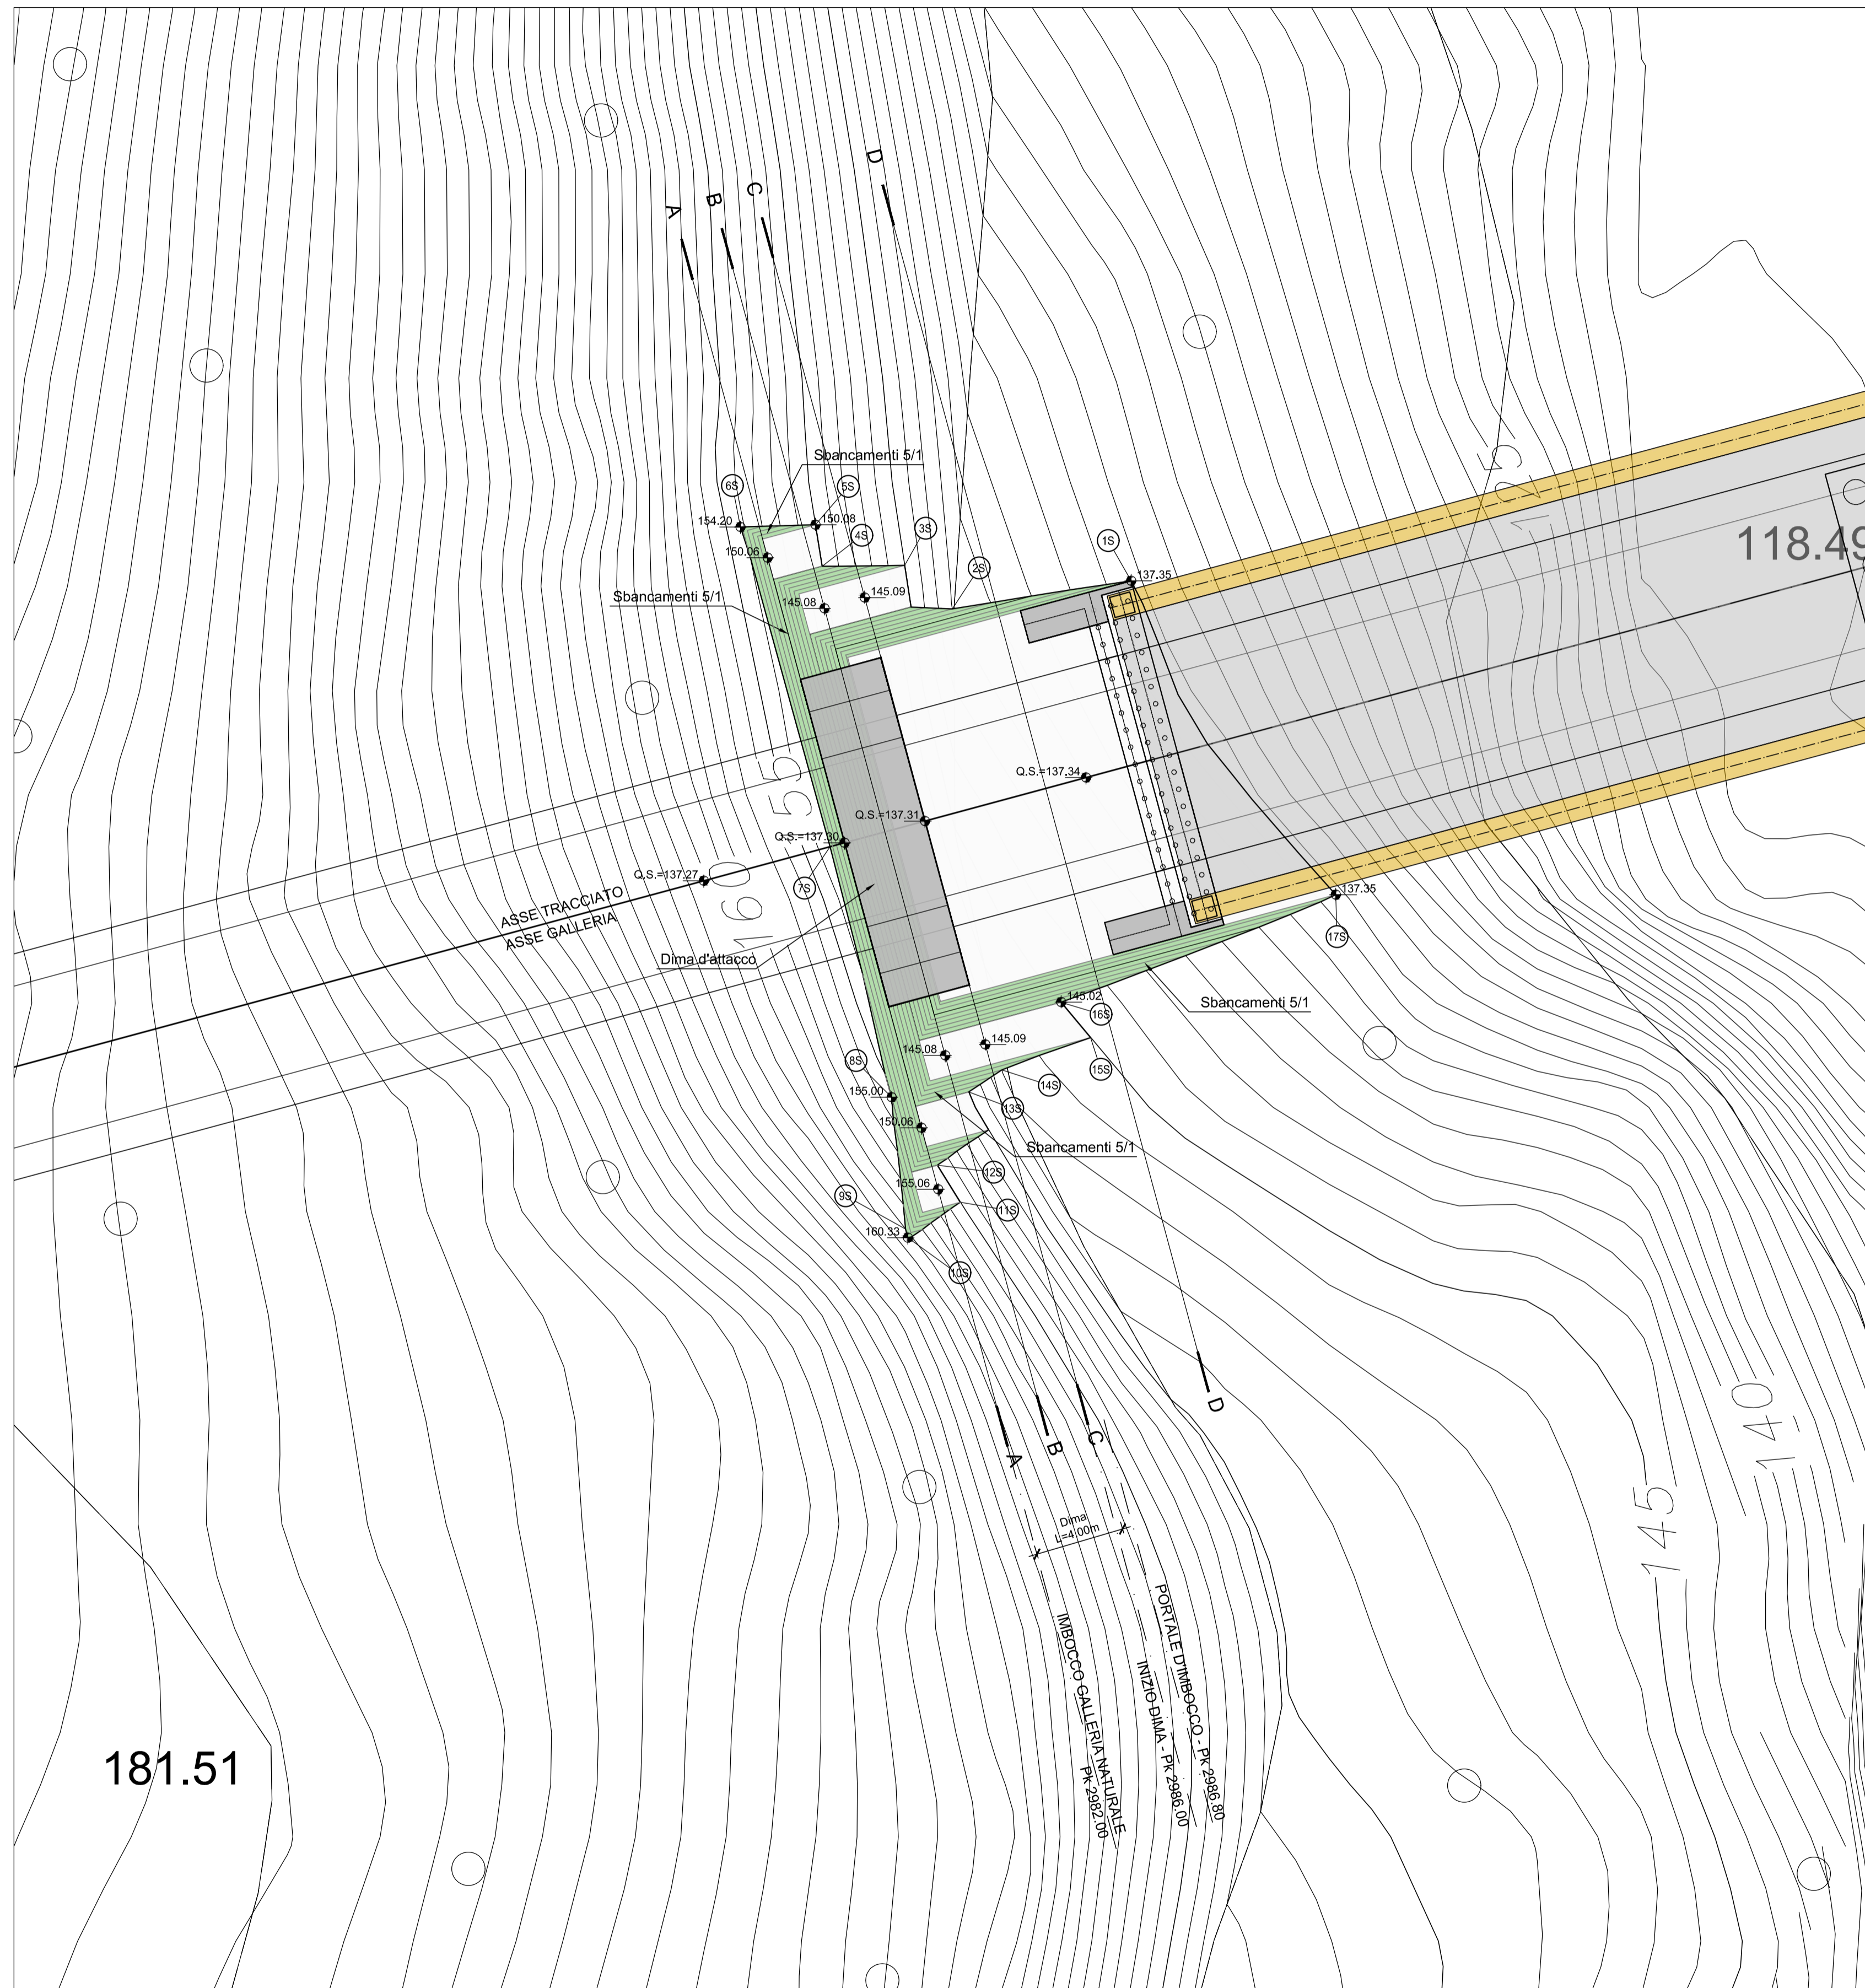 D
C
B
A
Sbancamenti 5/1
6S
5S
154.20
150.08
4S
3S
150.06
1S
118.49
2S
137.35
Sbancamenti 5/1
145.08
145.09
Q.S.=137.34
155
Q.S.=137.31
Q.S.=137.30
Q.S.=137.27
7S
160
137.35
ASSE TRACCIATO
ASSE GALLERIA
17S
Dima d'attacco
145.02
Sbancamenti 5/1
16S
145.09
145.08
8S
15S
14S
155.00
13S
150.06
Sbancamenti 5/1
12S
155.06
9S
11S
160.33
10S
D
C
B
A
140
145
Dima
L=4.00m
PORTALE D'IMBOCCO - Pk 2986.80
INIZIO DIMA - Pk 2986.00
IMBOCCO GALLERIA NATURALE
Pk 2982.00
181.51